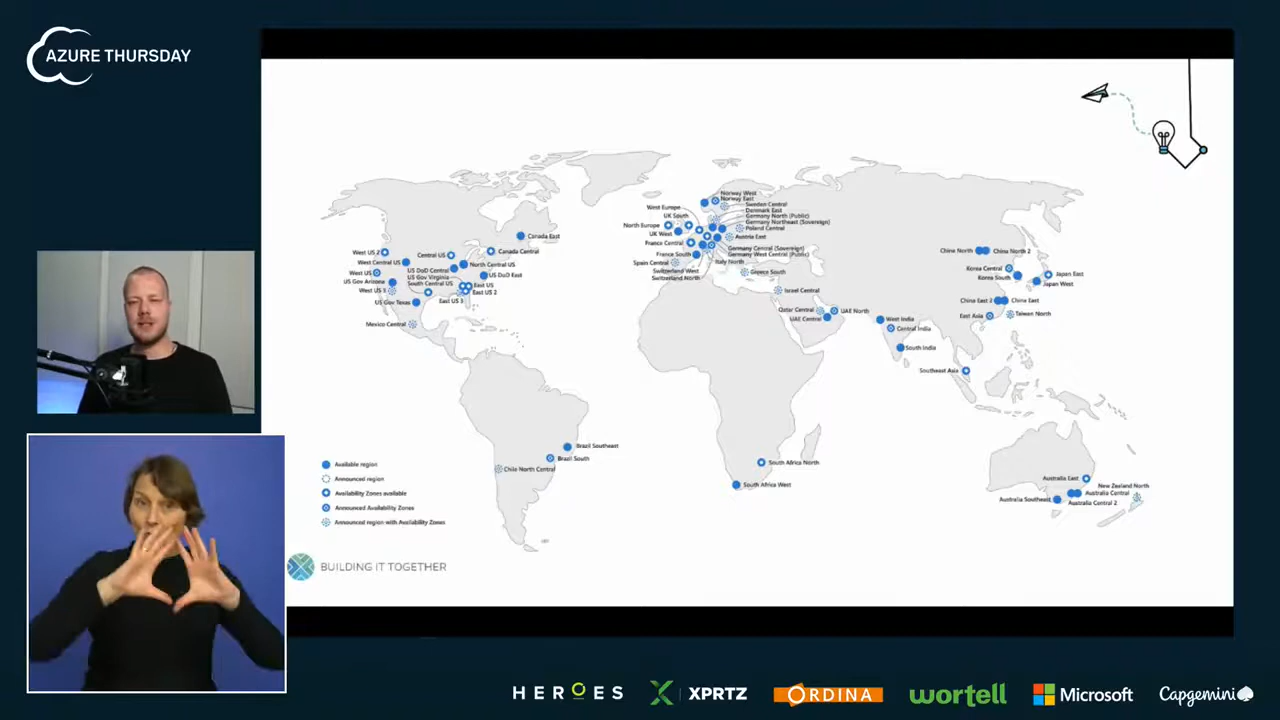 AZURE THURSDAY
Norway West
Norway East
Sweden Central
Denmark East
Germany North (Public)
Germany Northeast (Sovereign)
Poland Central
Austria East
West Europe
UK South
North Europe
UK West
France Central
Germany Central (Sovereign)
Germany West Central (Public)
France South
Italy North
Spain Central
Switzerland West
Switzerland North
Greece South
Israel Central
Qatar Central
UAE North
UAE Central
Canada East
Canada Central
West US 2
Central US
West Central US
North Central US
US DoD Central
US DoD East
West US
US Gov Virginia
US Gov Arizona
South Central US
East US
West US 3
East US 2
East US 3
US Gov Texas
Mexico Central
China North
China North 2
Korea Central
Korea South
Japan East
Japan West
China East 2
China East
East Asia
Taiwan North
West India
Central India
South India
Southeast Asia
Brazil Southeast
Brazil South
Chile North Central
South Africa North
South Africa West
Australia East
New Zealand North
Australia Central
Australia Southeast
Australia Central 2
Available region
Announced region
Availability Zones available
Announced Availability Zones
Announced region with Availability Zones
BUILDING IT TOGETHER
HEROES
XPRTZ
ORDINA
wortell
Microsoft
Capgemini